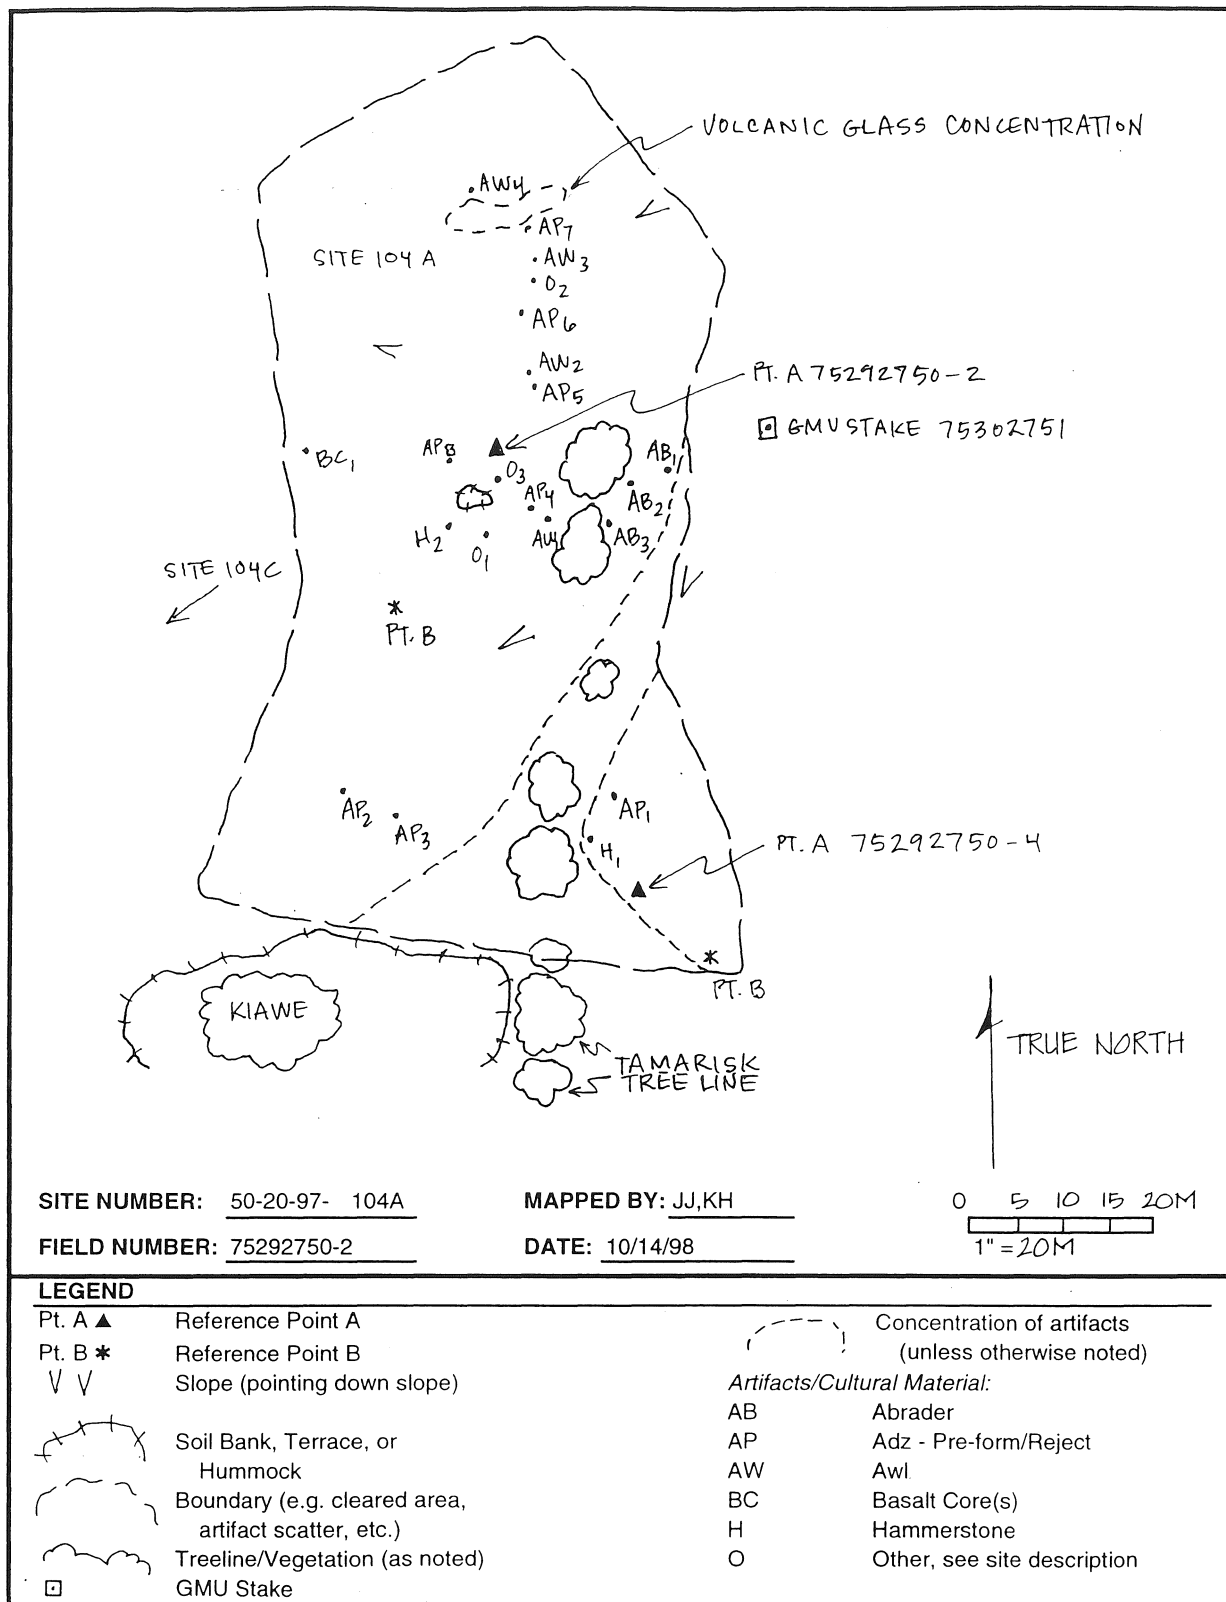 VOLCANIC GLASS CONCENTRATION
AW4
AP7
SITE 104 A
AW3
O2
AP6
AW2
AP5
PT. A 75292750-2
GMU STAKE 75302751
BC1
AP8
O3
AB1
AP4
AB2
H2
O1
AW1
AB3
SITE 104C
PT. B
AP2
AP3
AP1
H1
PT. A 75292750-4
PT. B
KIAWE
TAMARISK
TREE LINE
TRUE NORTH
SITE NUMBER: 50-20-97- 104A
MAPPED BY: JJ,KH
0 5 10 15 20M
1" = 20M
FIELD NUMBER: 75292750-2
DATE: 10/14/98
LEGEND
Pt. A Reference Point A
Pt. B Reference Point B
Slope (pointing down slope)
Soil Bank, Terrace, or
Hummock
Boundary (e.g. cleared area,
artifact scatter, etc.)
Treeline/Vegetation (as noted)
GMU Stake
Concentration of artifacts
(unless otherwise noted)
Artifacts/Cultural Material:
AB Abrader
AP Adz - Pre-form/Reject
AW Awl
BC Basalt Core(s)
H Hammerstone
O Other, see site description